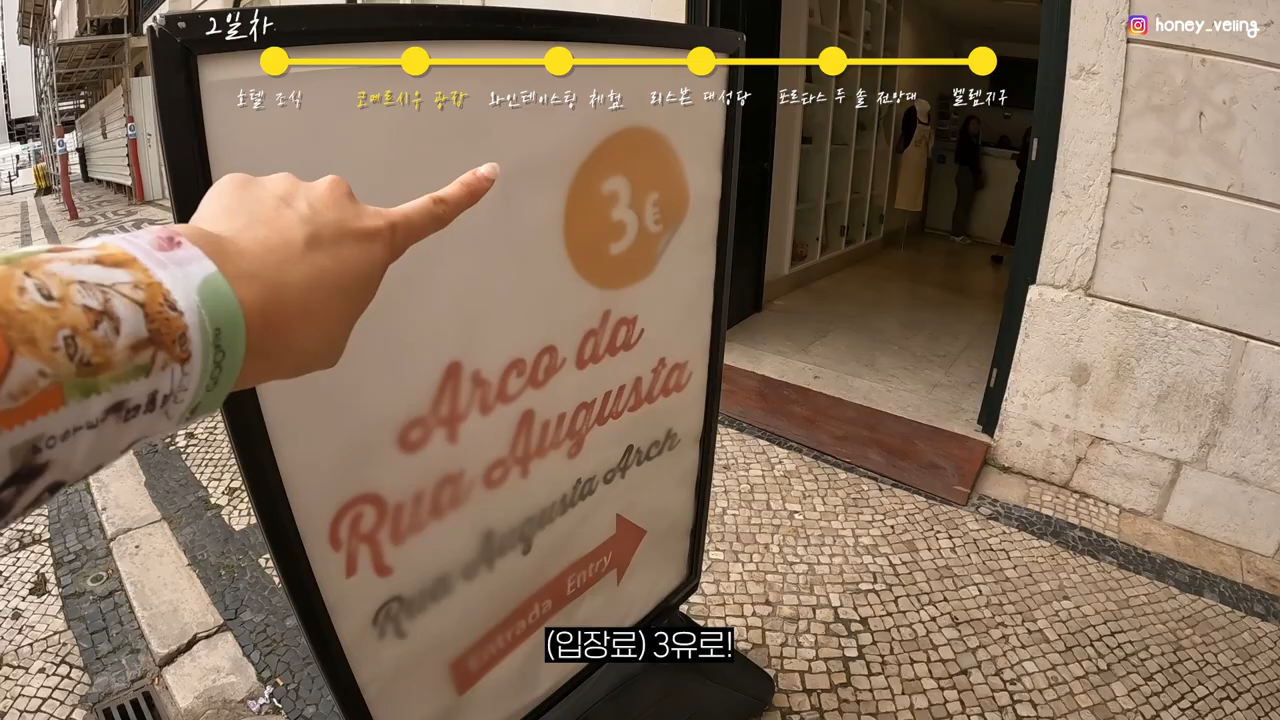 2일차
honey_veling
호텔 조식
코메르시우 광장
와인테이스팅 체험
리스본 대성당
포르타스 두 솔 전망대
벨렘지구
3€
Arco da
Rua Augusta
Rua Augusta Arch
Entrada Entry
(입장료) 3유로!